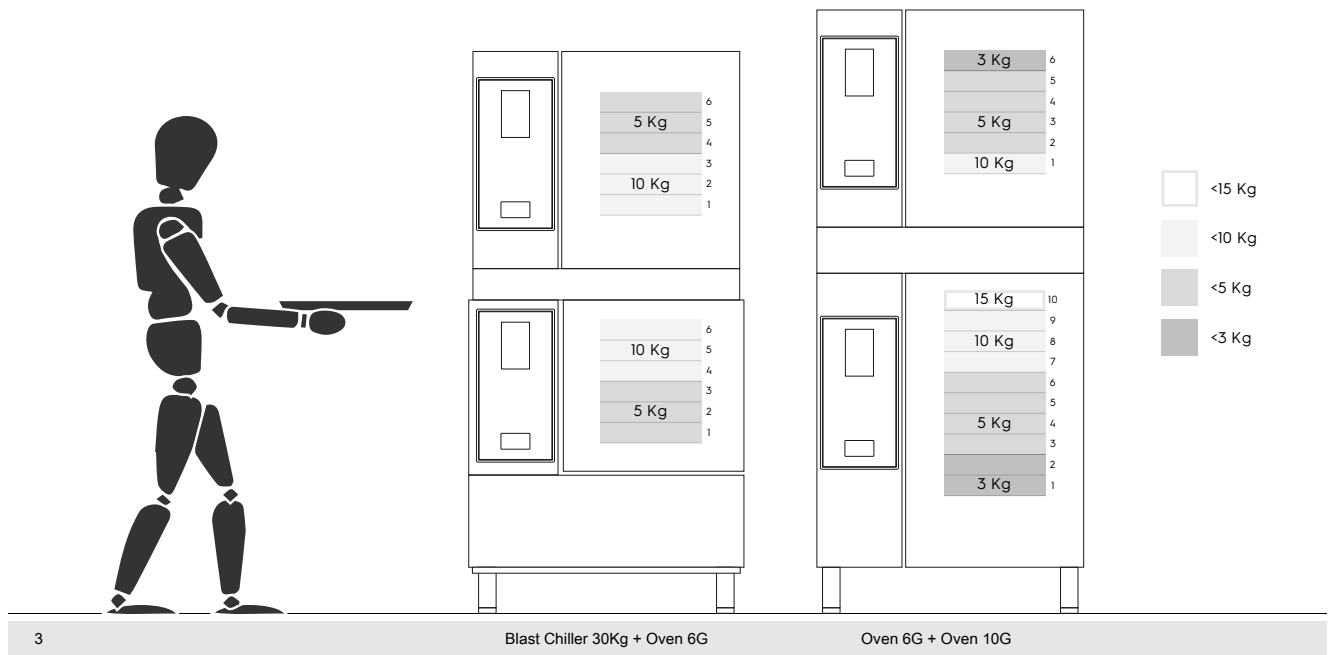 6
5 Kg 5
4
3
10 Kg 2
1
6
10 Kg 5
4
3
5 Kg 2
1
3 Kg 6
5
4
5 Kg 3
2
10 Kg 1
15 Kg 10
9
10 Kg 8
7
6
5
5 Kg 4
3
2
3 Kg 1
<15 Kg
<10 Kg
<5 Kg
<3 Kg
3 Blast Chiller 30Kg + Oven 6G Oven 6G + Oven 10G